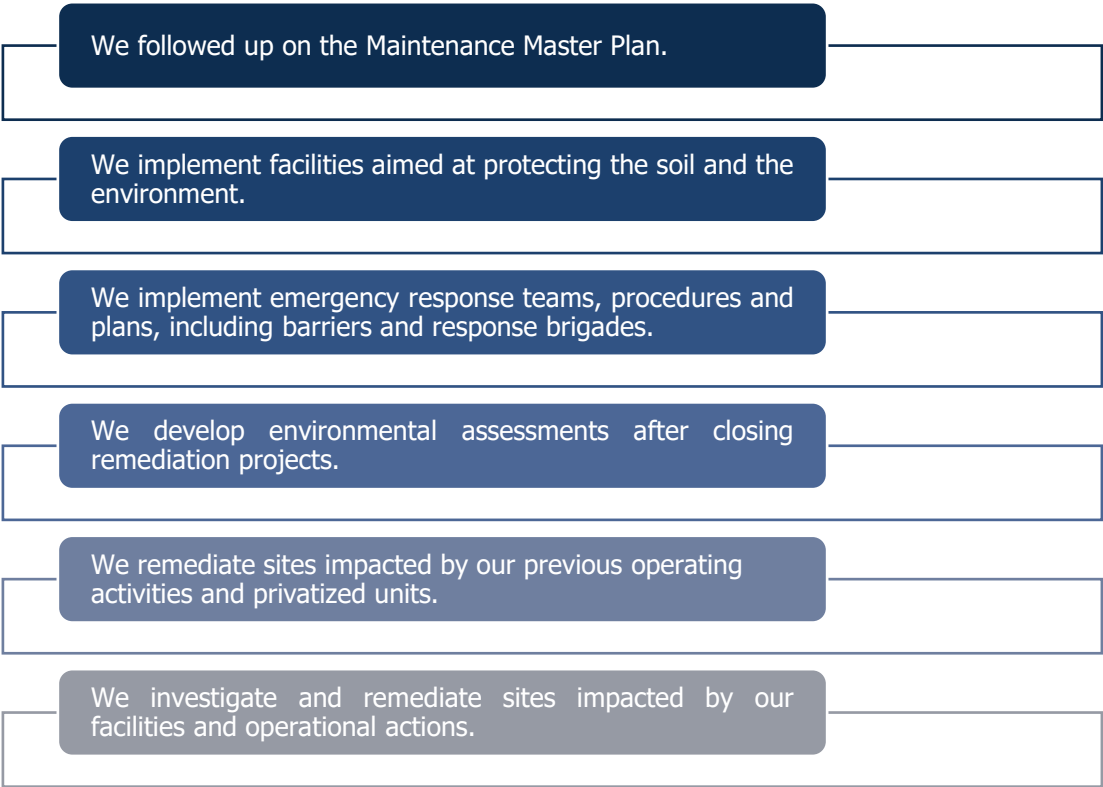 We followed up on the Maintenance Master Plan.
We implement facilities aimed at protecting the soil and the
environment.
We implement emergency response teams, procedures and
plans, including barriers and response brigades.
We develop environmental assessments after closing
remediation projects.
We remediate sites impacted by our previous operating
activities and privatized units.
We investigate and remediate sites impacted by our
facilities and operational actions.